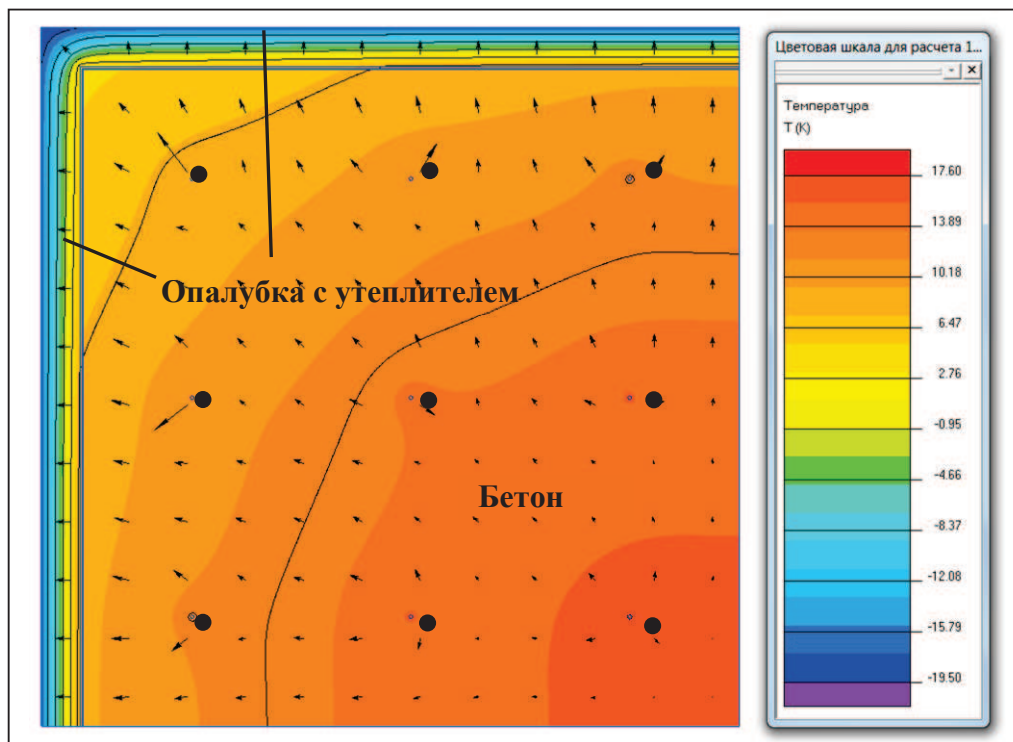 Опалубка с утеплителем
Бетон
Цветовая шкала для расчета 1...
Температура
T (K)
17.60
13.89
10.18
6.47
2.76
-0.95
-4.66
-8.37
-12.08
-15.79
-19.50